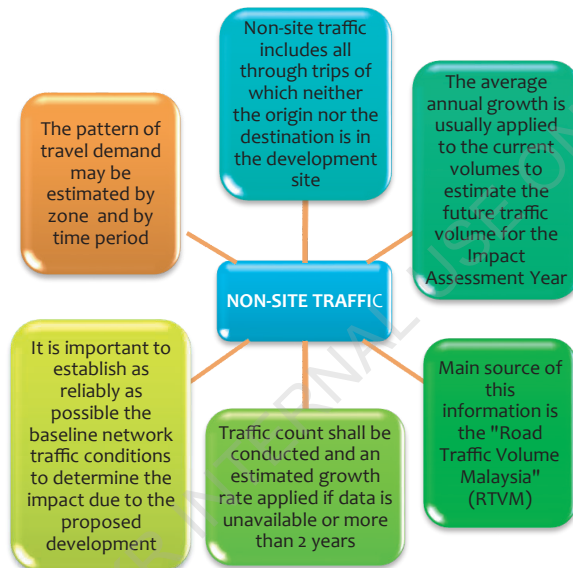 Non-site traffic
includes all
through trips of
which neither
the origin nor the
destination is in
the development
site
The average
annual growth is
usually applied
to the current
volumes to
estimate the
future traffic
volume for the
Impact
Assessment Year
The pattern of
travel demand
may be
estimated by
zone and by
time period
NON-SITE TRAFFIC
It is important to
establish as
reliably as
possible the
baseline network
traffic conditions
to determine the
impact due to the
proposed
development
Traffic count shall be
conducted and an
estimated growth
rate applied if data is
unavailable or more
than 2 years
Main source of
this
information is
the "Road
Traffic Volume
Malaysia"
(RTVM)
INTERNAL USE ON